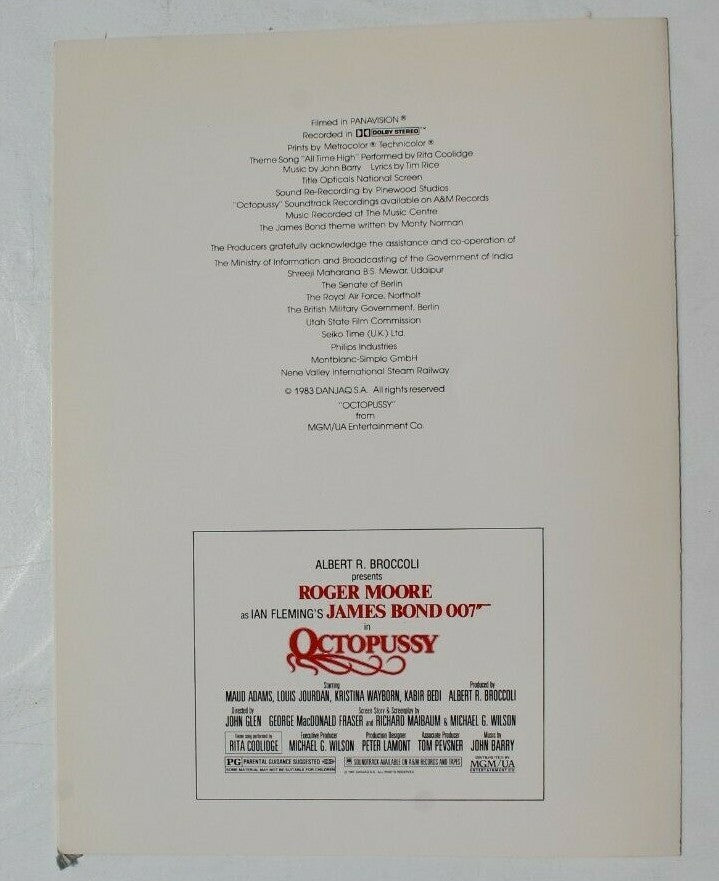 Filmed in PANAVISION®
Recorded in DOLBY STEREO™
Prints by Metrocolor® Technicolor®
Theme Song "All Time High" Performed by Rita Coolidge
Music by John Barry Lyrics by Tim Rice
Title Opticals National Screen
Sound Re-Recording by Pinewood Studios
"Octopussy" Soundtrack Recordings available on A&M Records
Music Recorded at The Music Centre
The James Bond theme written by Monty Norman
The Producers gratefully acknowledge the assistance and co-operation of
The Ministry of Information and Broadcasting of the Government of India
Shreeji Maharana B.S. Mewar, Udaipur
The Senate of Berlin
The Royal Air Force, Northolt
The British Military Government, Berlin
Utah State Film Commission
Seiko Time (U.K.) Ltd.
Philips Industries
Montblanc-Simplo GmbH
Nene Valley International Steam Railway
© 1983 DANJAQ S.A. All rights reserved
"OCTOPUSSY"
from
MGM/UA Entertainment Co.
ALBERT R. BROCCOLI
presents
ROGER MOORE
as IAN FLEMING'S JAMES BOND 007
in
OCTOPUSSY
Starring Produced by
MAUD ADAMS, LOUIS JOURDAN, KRISTINA WAYBORN, KABIR BEDI ALBERT R. BROCCOLI
Directed by Screen Story & Screenplay by
JOHN GLEN GEORGE MacDONALD FRASER and RICHARD MAIBAUM & MICHAEL G. WILSON
Theme song performed by Executive Producer Production Designer Associate Producer Music by
RITA COOLIDGE MICHAEL G. WILSON PETER LAMONT TOM PEVSNER JOHN BARRY
PG PARENTAL GUIDANCE SUGGESTED SOUNDTRACK AVAILABLE ON A&M RECORDS AND TAPES DISTRIBUTED BY
SOME MATERIAL MAY NOT BE SUITABLE FOR CHILDREN MGM/UA
ENTERTAINMENT CO.